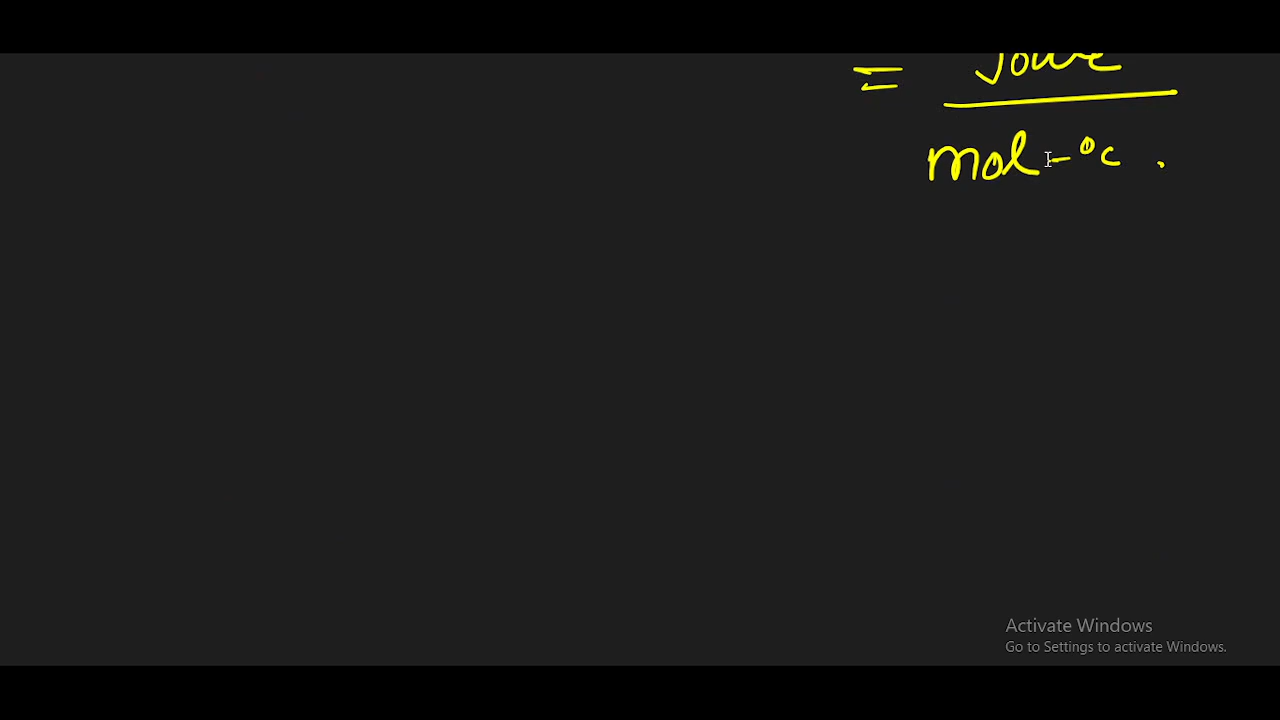 = Joule
mol-°c .
Activate Windows
Go to Settings to activate Windows.